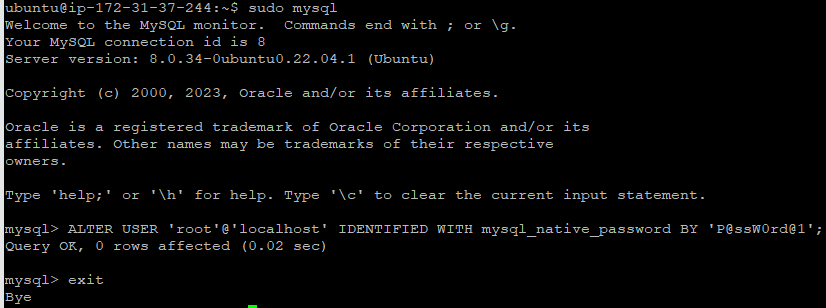 ubuntu@ip-172-31-37-244:~$ sudo mysql
Welcome to the MySQL monitor.  Commands end with ; or \g.
Your MySQL connection id is 8
Server version: 8.0.34-0ubuntu0.22.04.1 (Ubuntu)
Copyright (c) 2000, 2023, Oracle and/or its affiliates.
Oracle is a registered trademark of Oracle Corporation and/or its
affiliates. Other names may be trademarks of their respective
owners.
Type 'help;' or '\h' for help. Type '\c' to clear the current input statement.
mysql> ALTER USER 'root'@'localhost' IDENTIFIED WITH mysql_native_password BY 'P@ssW0rd@1';
Query OK, 0 rows affected (0.02 sec)
mysql> exit
Bye